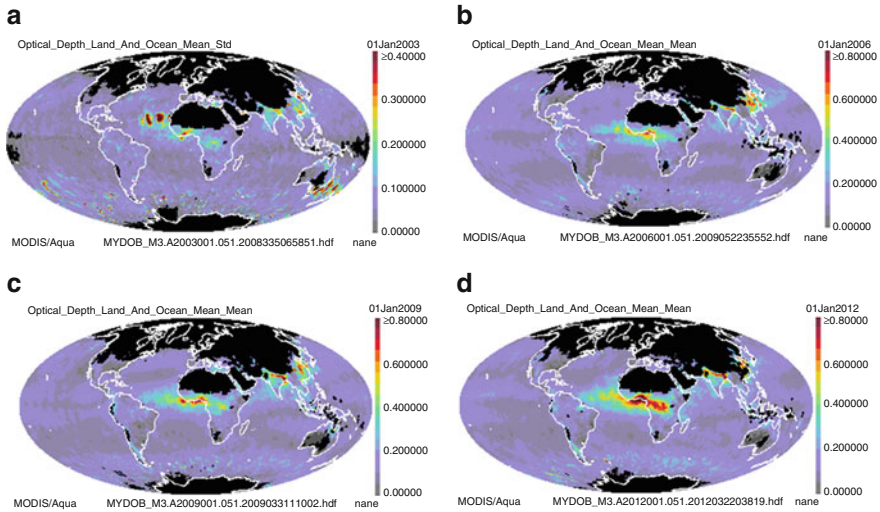 a
Optical_Depth_Land_And_Ocean_Mean_Std 01Jan2003
≥0.40000
0.300000
0.200000
0.100000
0.00000
MODIS/Aqua MYDOB_M3.A2003001.051.2008335065851.hdf nane
b
Optical_Depth_Land_And_Ocean_Mean_Mean 01Jan2006
≥0.80000
0.600000
0.400000
0.200000
0.00000
MODIS/Aqua MYDOB_M3.A2006001.051.2009052235552.hdf nane
c
Optical_Depth_Land_And_Ocean_Mean_Mean 01Jan2009
≥0.80000
0.600000
0.400000
0.200000
0.00000
MODIS/Aqua MYDOB_M3.A2009001.051.2009033111002.hdf nane
d
Optical_Depth_Land_And_Ocean_Mean_Mean 01Jan2012
≥0.80000
0.600000
0.400000
0.200000
0.00000
MODIS/Aqua MYDOB_M3.A2012001.051.2012032203819.hdf nane